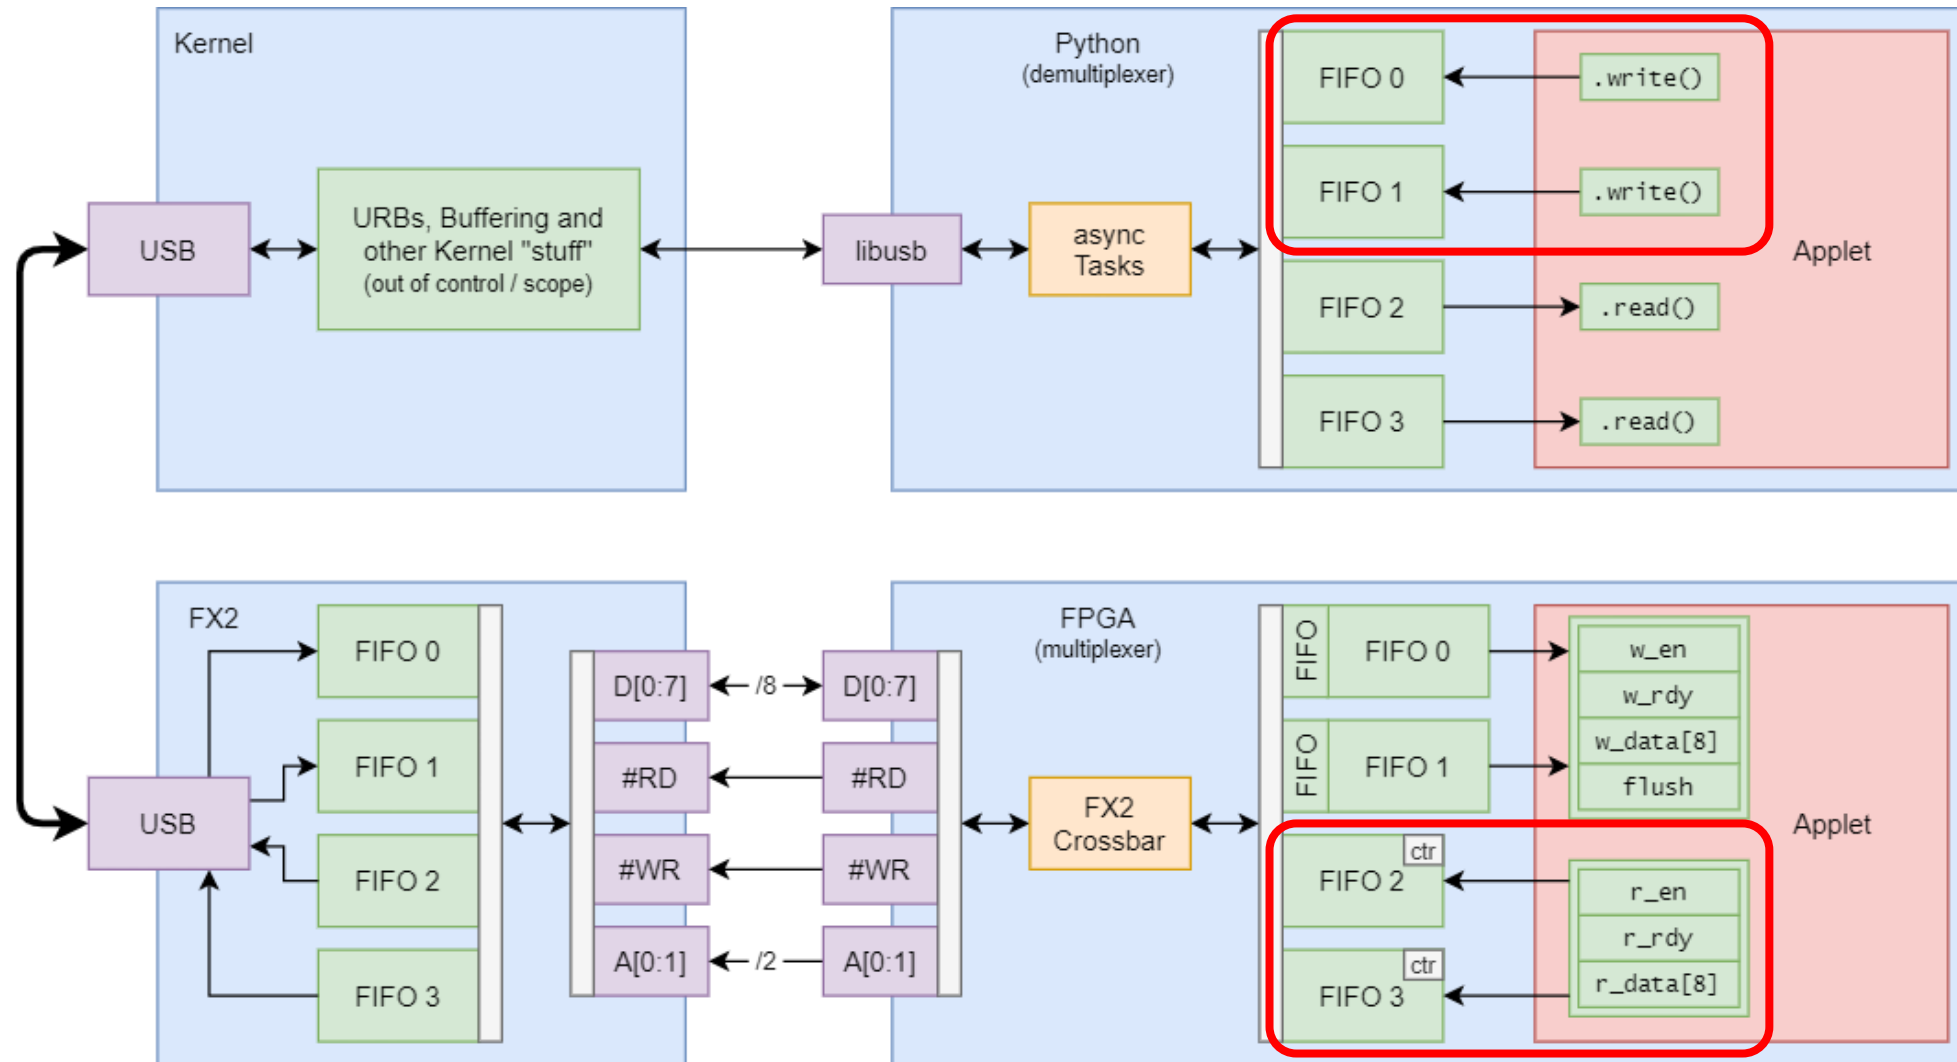 Kernel
USB
URBs, Buffering and
other Kernel "stuff"
(out of control / scope)
Python
(demultiplexer)
libusb
async
Tasks
FIFO 0
FIFO 1
FIFO 2
FIFO 3
.write()
.write()
.read()
.read()
Applet
FX2
USB
FIFO 0
FIFO 1
FIFO 2
FIFO 3
D[0:7]
#RD
#WR
A[0:1]
/8
/2
FPGA
(multiplexer)
D[0:7]
#RD
#WR
A[0:1]
FX2
Crossbar
FIFO
FIFO 0
FIFO
FIFO 1
ctr
FIFO 2
ctr
FIFO 3
w_en
w_rdy
w_data[8]
flush
r_en
r_rdy
r_data[8]
Applet